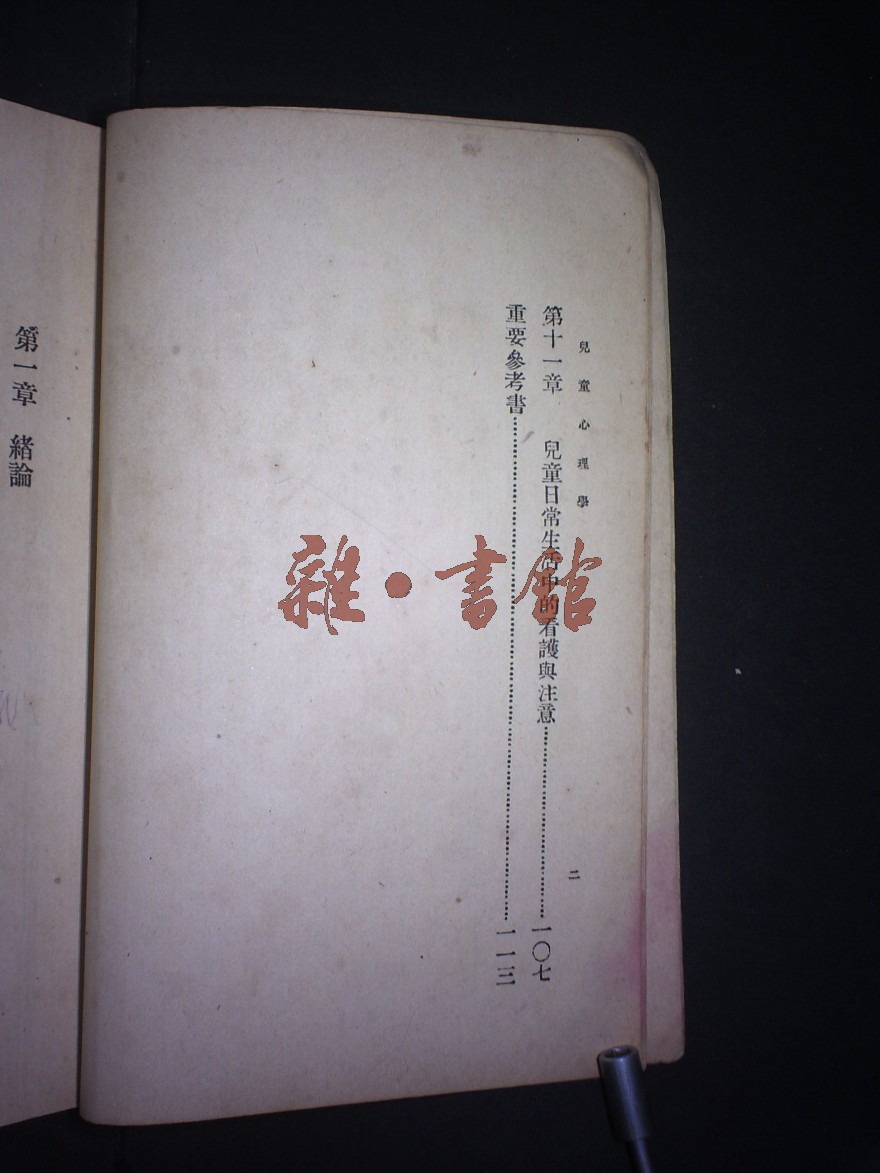 兒童心理學
二
第十一章 兒童日常生活中的看護與注意……一〇七
重要參考書……一一三
第一章 緒論
雜·書館